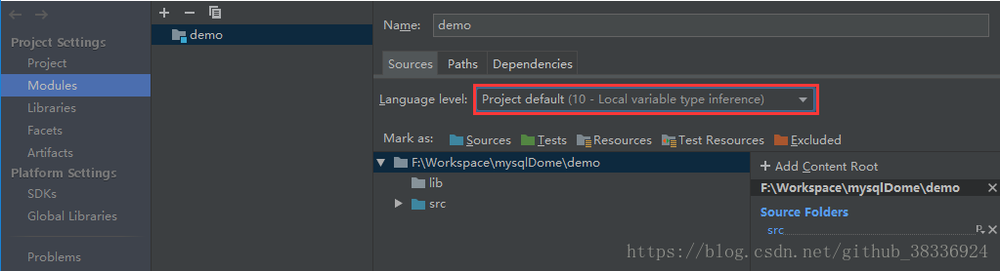 Project Settings
Project
Modules
Libraries
Facets
Artifacts
Platform Settings
SDKs
Global Libraries
Problems
demo
Name: demo
Sources Paths Dependencies
Language level: Project default (10 - Local variable type inference)
Mark as: Sources Tests Resources Test Resources Excluded
F:\Workspace\mysqlDome\demo
lib
src
+ Add Content Root
F:\Workspace\mysqlDome\demo
Source Folders
src
https://blog.csdn.net/github_38336924